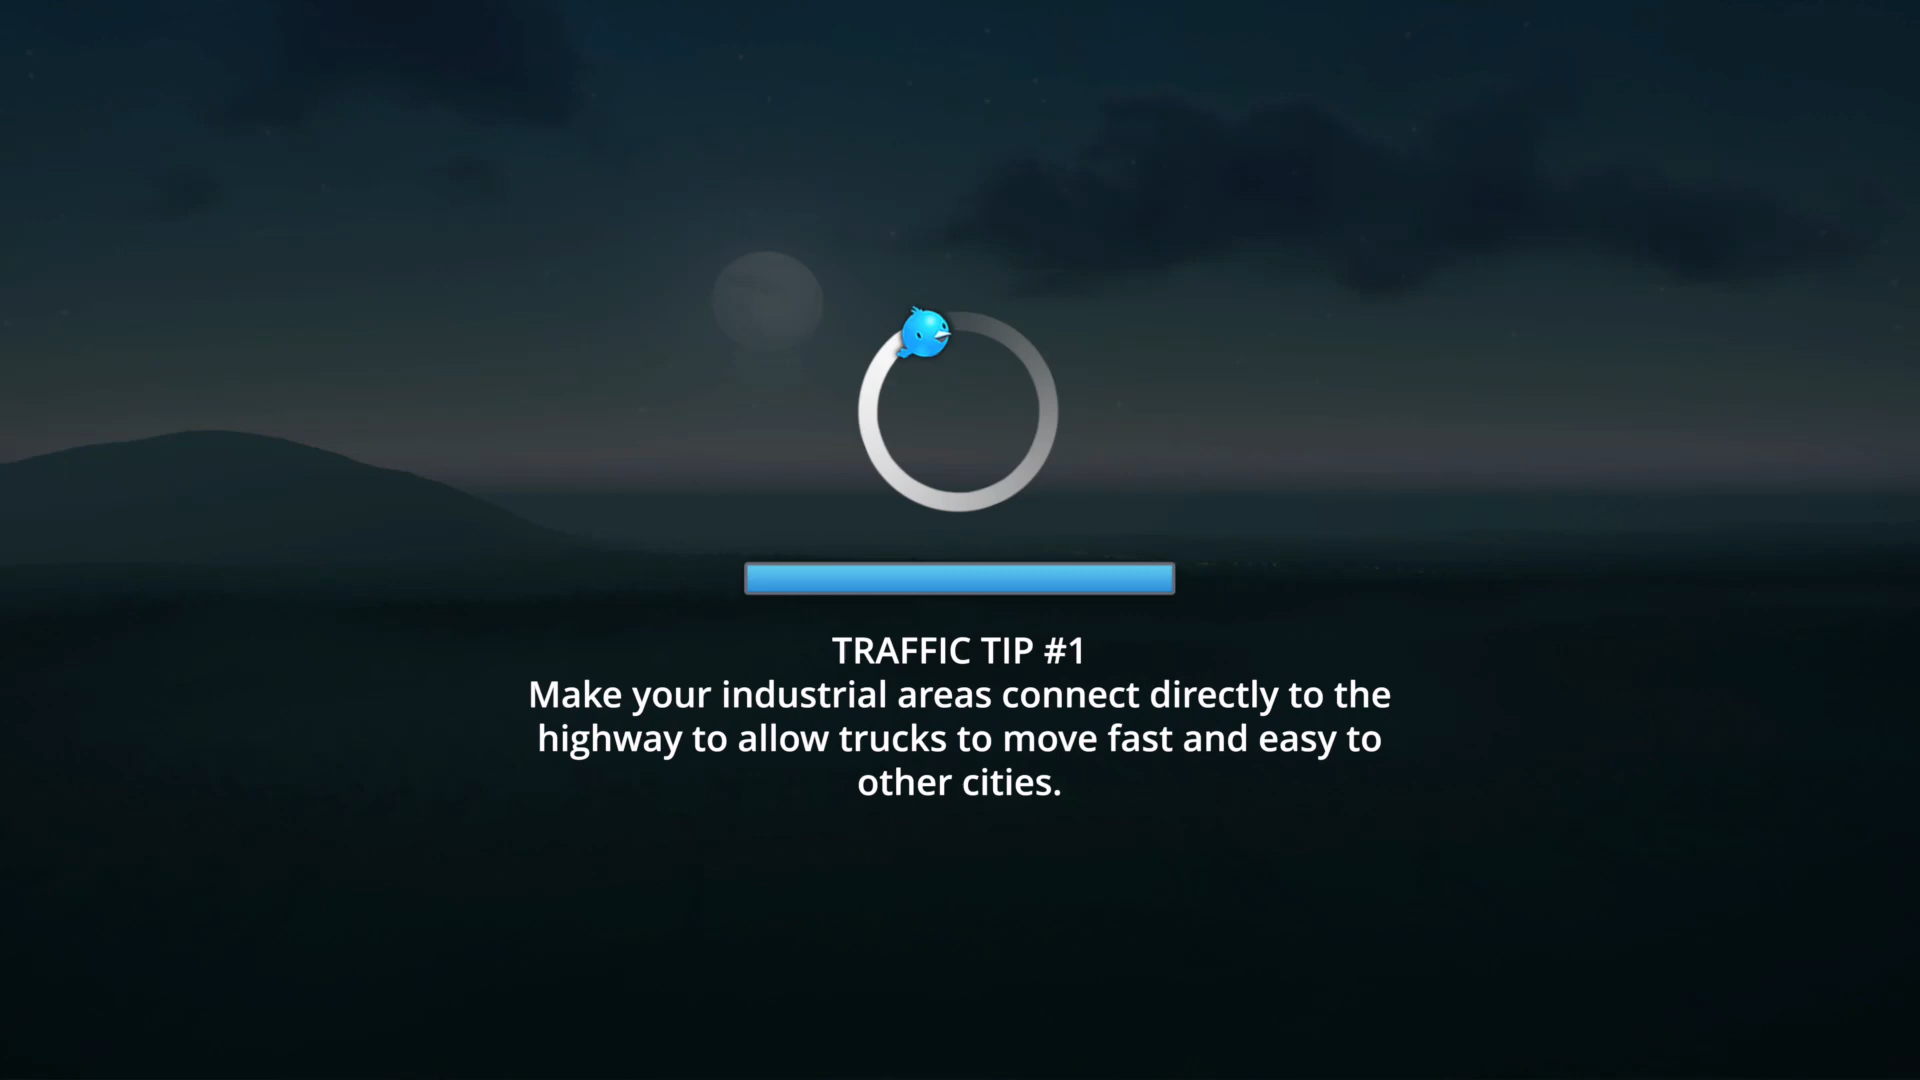 TRAFFIC TIP #1
Make your industrial areas connect directly to the
highway to allow trucks to move fast and easy to
other cities.